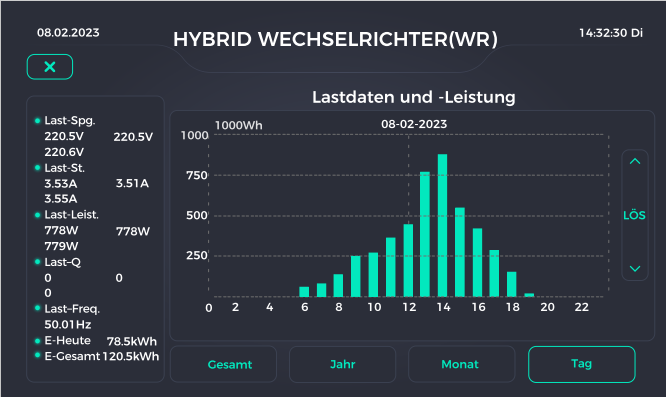 08.02.2023
HYBRID WECHSELRICHTER(WR)
14:32:30 Di
Lastdaten und -Leistung
Last-Spg.
220.5V 220.5V
220.6V
Last-St.
3.53A 3.51A
3.55A
Last-Leist.
778W 778W
779W
Last-Q
0 0
0
Last-Freq.
50.01Hz
E-Heute 78.5kWh
E-Gesamt 120.5kWh
1000Wh
08-02-2023
1000
750
500
250
0 2 4 6 8 10 12 14 16 18 20 22
LÖS
Gesamt
Jahr
Monat
Tag